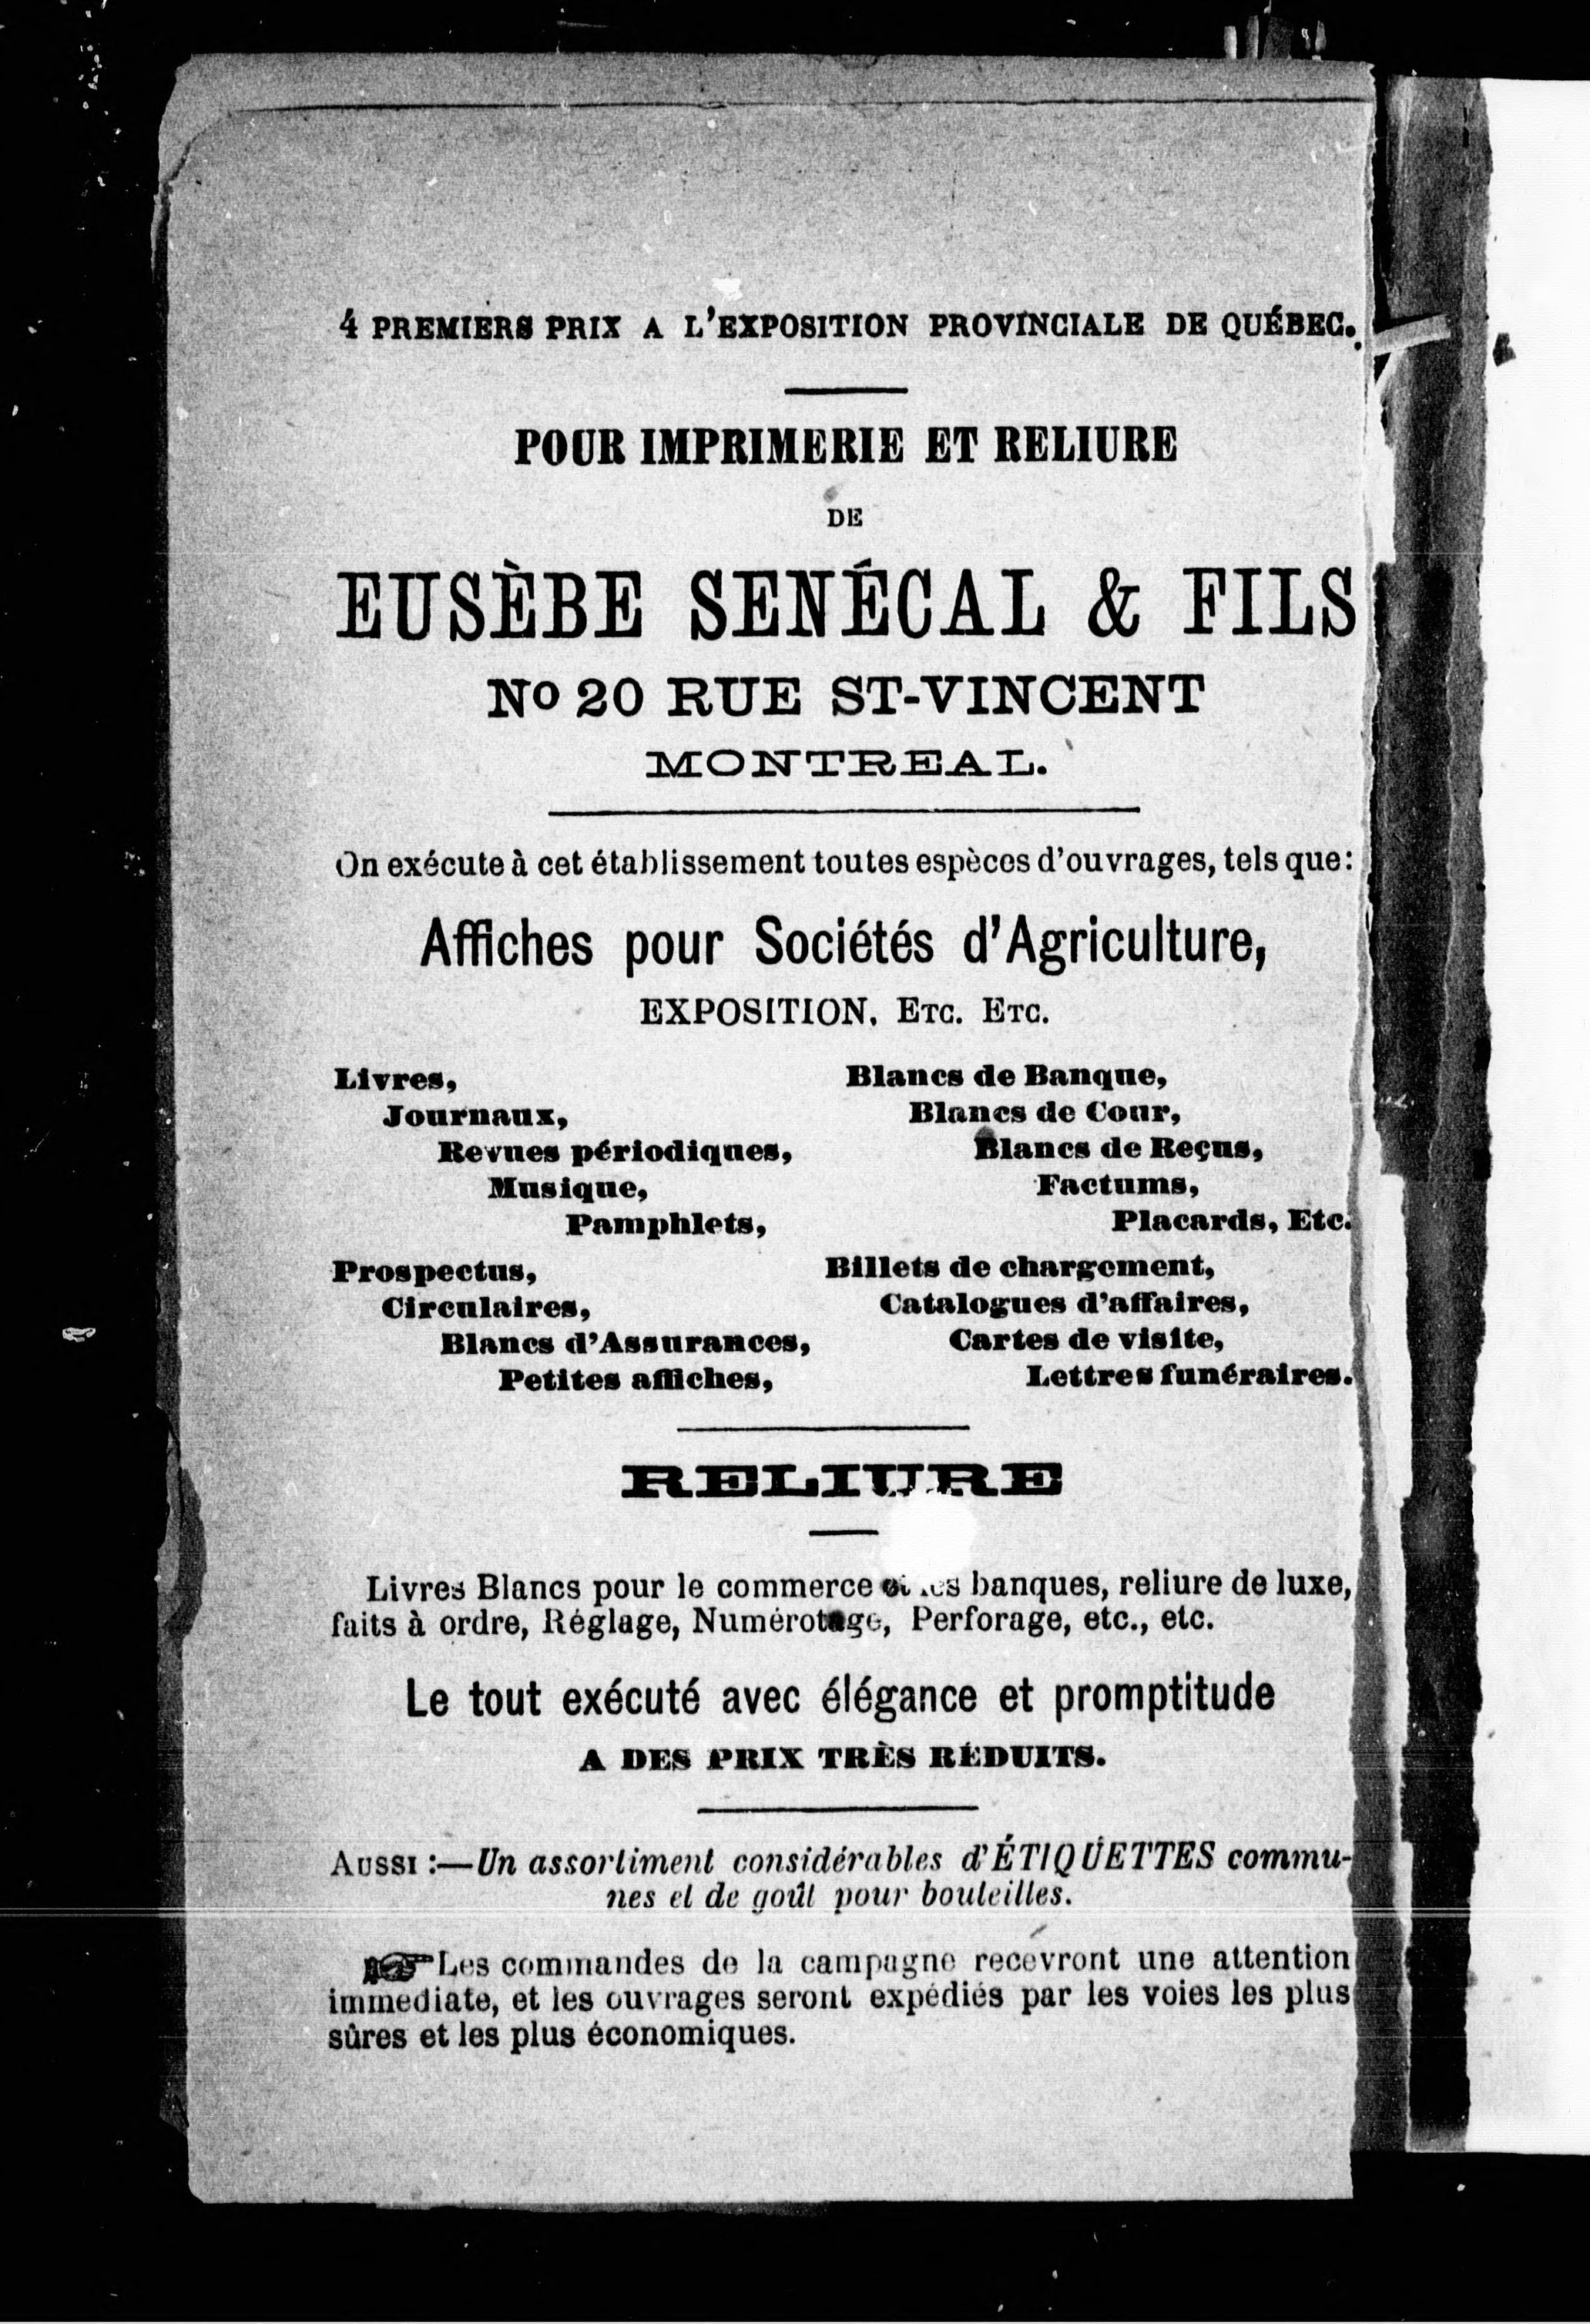 4 PREMIERS PRIX A L'EXPOSITION PROVINCIALE DE QUÉBEC.
POUR IMPRIMERIE ET RELIURE
DE
EUSÈBE SENÉCAL & FILS
No 20 RUE ST-VINCENT
MONTREAL.
On exécute à cet établissement toutes espèces d'ouvrages, tels que:
Affiches pour Sociétés d'Agriculture,
EXPOSITION, ETC. ETC.
Livres,
Journaux,
Revues périodiques,
Musique,
Pamphlets,
Blancs de Banque,
Blancs de Cour,
Blancs de Reçus,
Factums,
Placards, Etc.
Prospectus,
Circulaires,
Blancs d'Assurances,
Petites affiches,
Billets de chargement,
Catalogues d'affaires,
Cartes de visite,
Lettres funéraires.
RELIURE
Livres Blancs pour le commerce et les banques, reliure de luxe,
faits à ordre, Réglage, Numérotage, Perforage, etc., etc.
Le tout exécuté avec élégance et promptitude
A DES PRIX TRÈS RÉDUITS.
AUSSI :—Un assortiment considérables d'ÉTIQUETTES commu-
nes et de goût pour bouteilles.
☞ Les commandes de la campagne recevront une attention
immediate, et les ouvrages seront expédiés par les voies les plus
sûres et les plus économiques.